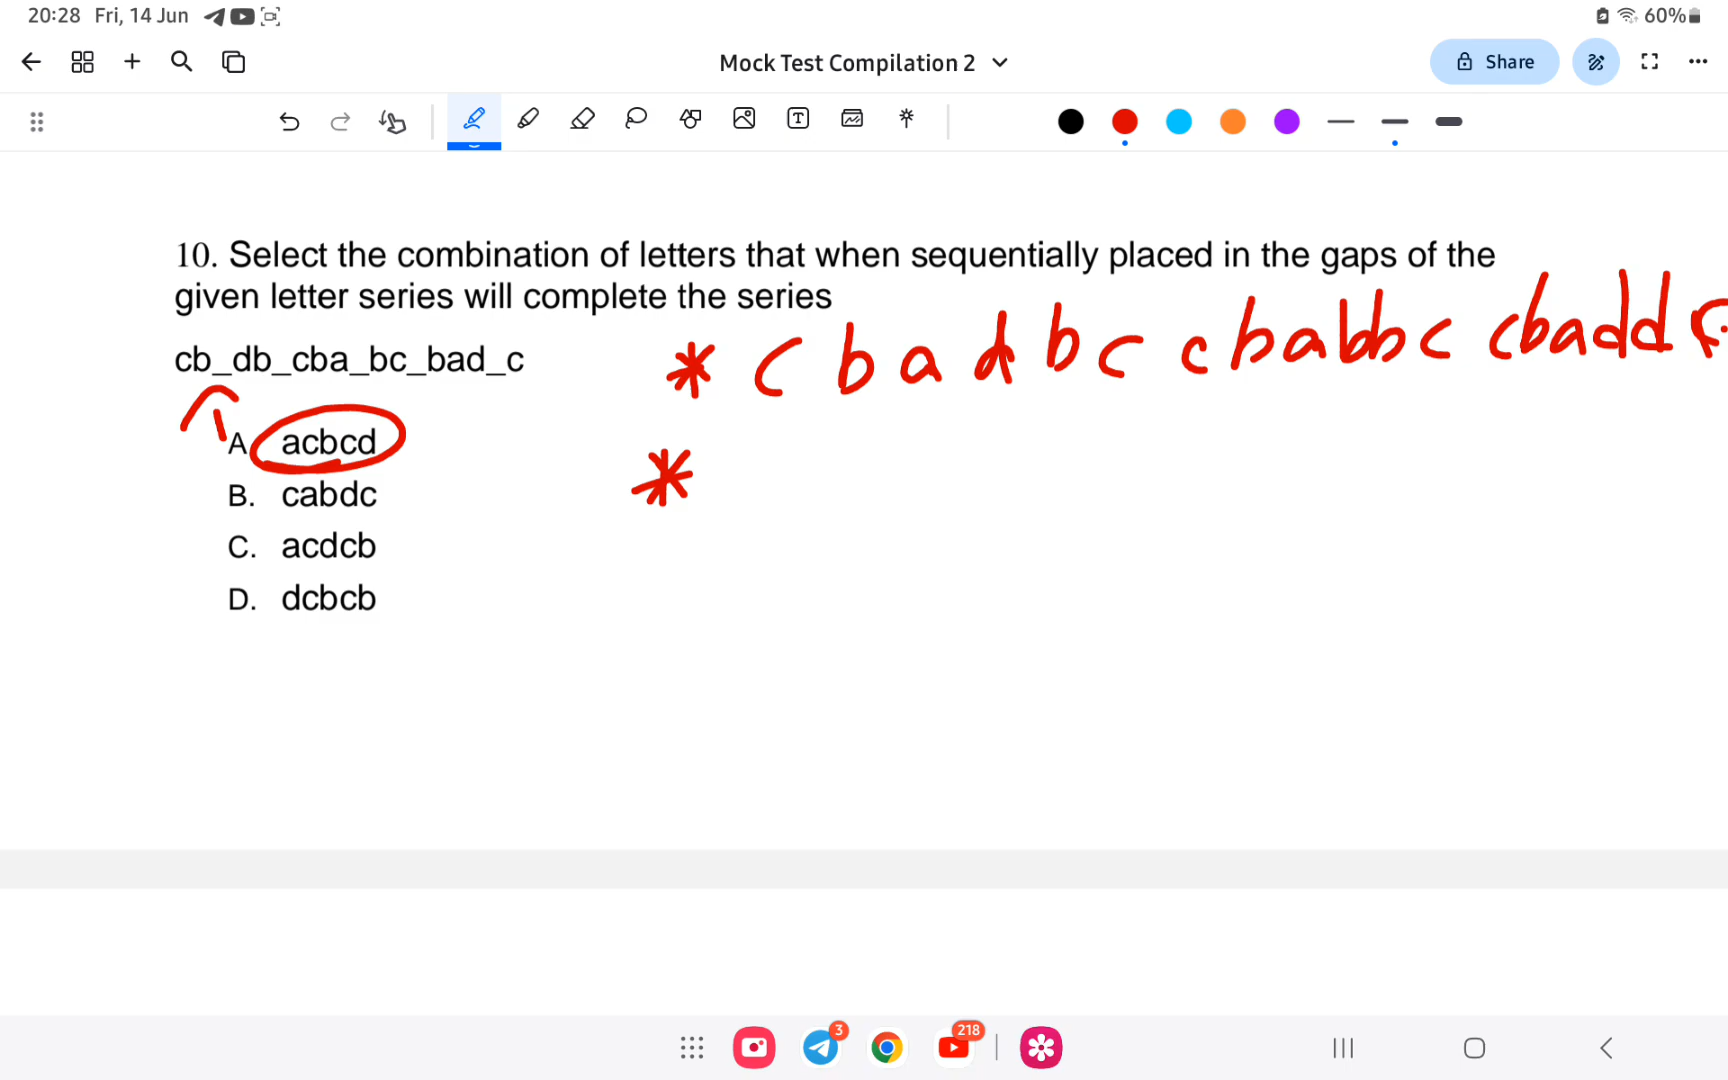 20:28 Fri, 14 Jun
60%
Mock Test Compilation 2
Share
10. Select the combination of letters that when sequentially placed in the gaps of the
given letter series will complete the series
cb_db_cba_bc_bad_c
* c b a d b c c b a b b c c b a d d c
A. acbcd
*
B. cabdc
C. acdcb
D. dcbcb
3
218